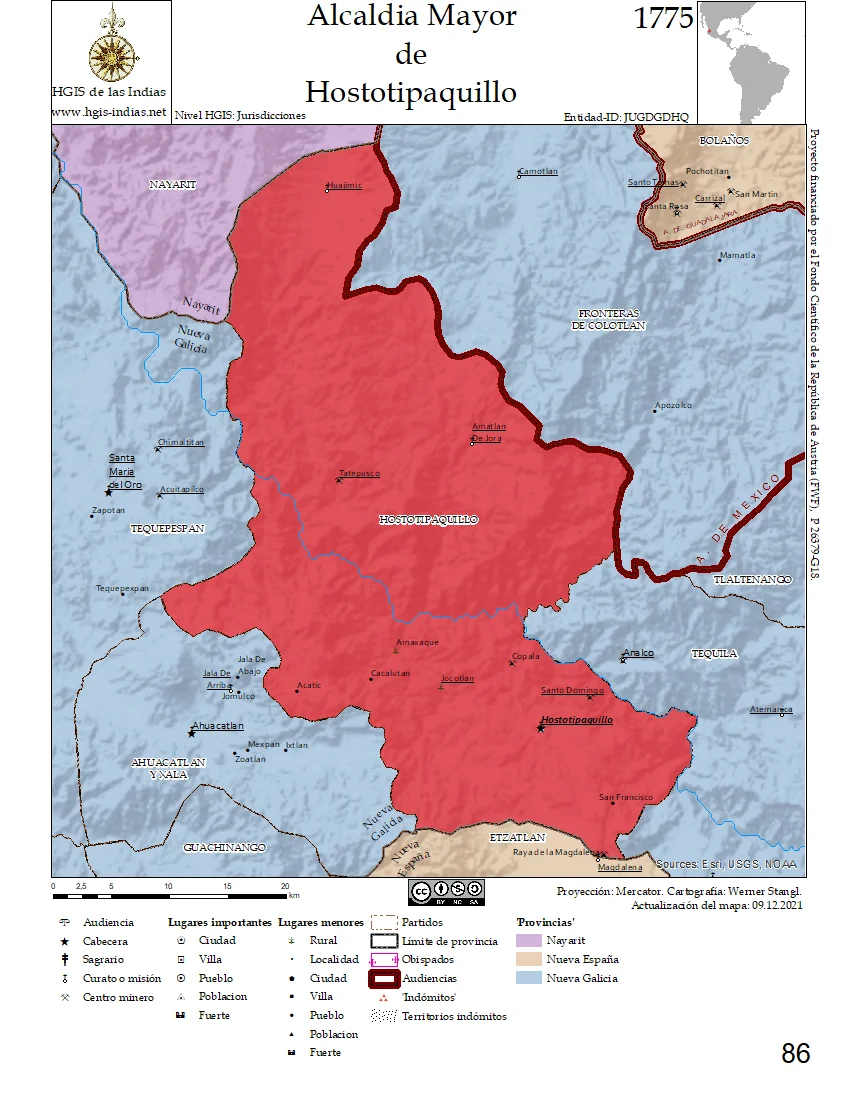 Alcaldia Mayor
de
Hostotipaquillo
1775
HGIS de las Indias
www.hgis-indias.net
Nivel HGIS: Jurisdicciones
Entidad-ID: JUGDGDHQ
Proyecto financiado por el Fondo Científico de la República de Austria (FWF), P 26379-G18.
BOLAÑOS
NAYARIT
Huajimic
Camotlan
Pochotitan
Santo Tomas
San Martin
Carrizal
Santa Rosa
A. DE GUADALAJARA
Mamatla
Nayarit
Nueva
Galicia
FRONTERAS
DE COLOTLAN
Apozolco
Amatlan
De Jora
Chimaltitan
Santa
Maria
del Oro
Tatepusco
Acuitapilco
Zapotan
HOSTOTIPAQUILLO
TEQUEPESPAN
A. DE MEXICO
TLALTENANGO
Tequepexpan
Amaxaque
Copala
Analco
TEQUILA
Jala De
Abajo
Jala De
Arriba
Jomulco
Acatic
Cacalutan
Jocotlan
Santo Domingo
Atemanca
Hostotipaquillo
Ahuacatlan
Mexpan
Ixtlan
Zoatlan
AHUACATLAN
Y XALA
San Francisco
Nueva
Galicia
ETZATLAN
GUACHINANGO
Nueva
España
Raya de la Magdalena
Magdalena
Sources: Esri, USGS, NOAA
0 2,5 5 10 15 20
km
CC BY NC SA
Proyección: Mercator. Cartografía: Werner Stangl.
Actualización del mapa: 09.12.2021
Audiencia
Cabecera
Sagrario
Curato o misión
Centro minero
Lugares importantes
Ciudad
Villa
Pueblo
Poblacion
Fuerte
Lugares menores
Rural
Localidad
Ciudad
Villa
Pueblo
Poblacion
Fuerte
Partidos
Límite de provincia
Obispados
Audiencias
'Indómitos'
Territorios indómitos
'Provincias'
Nayarit
Nueva España
Nueva Galicia
86